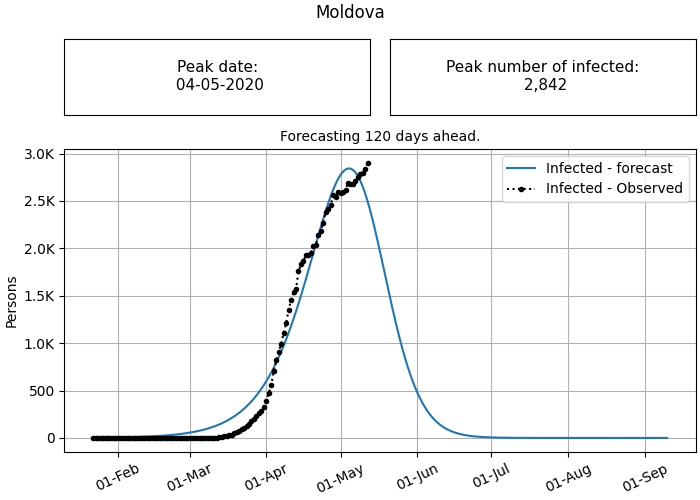 Moldova
Peak date:
04-05-2020
Peak number of infected:
2,842
Forecasting 120 days ahead.
3.0K
2.5K
2.0K
1.5K
1.0K
500
0
Persons
Infected - forecast
Infected - Observed
01-Feb
01-Mar
01-Apr
01-May
01-Jun
01-Jul
01-Aug
01-Sep